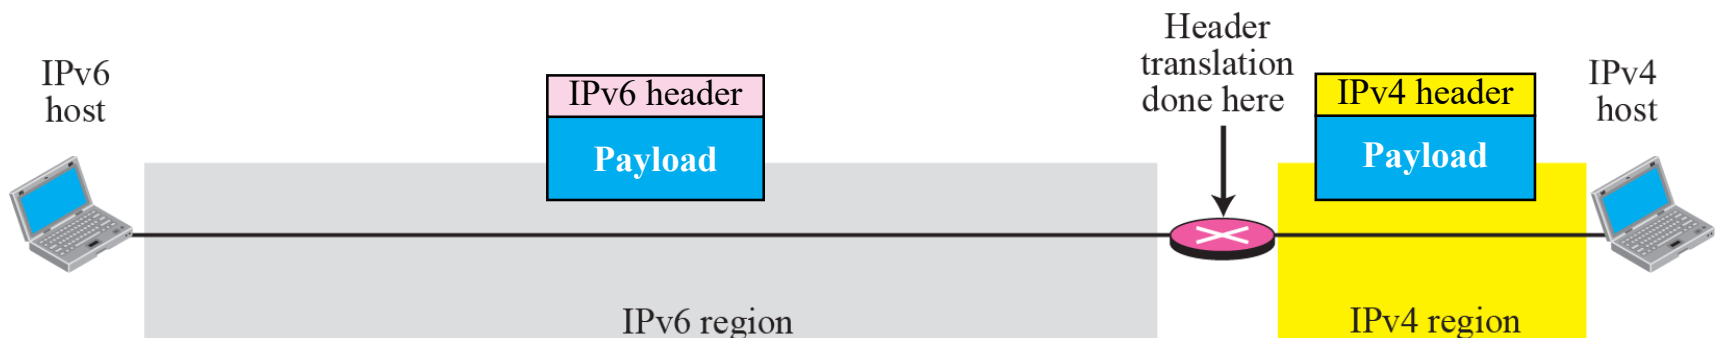 IPv6
host
IPv6 header
Payload
Header
translation
done here
IPv4 header
Payload
IPv4
host
IPv6 region
IPv4 region